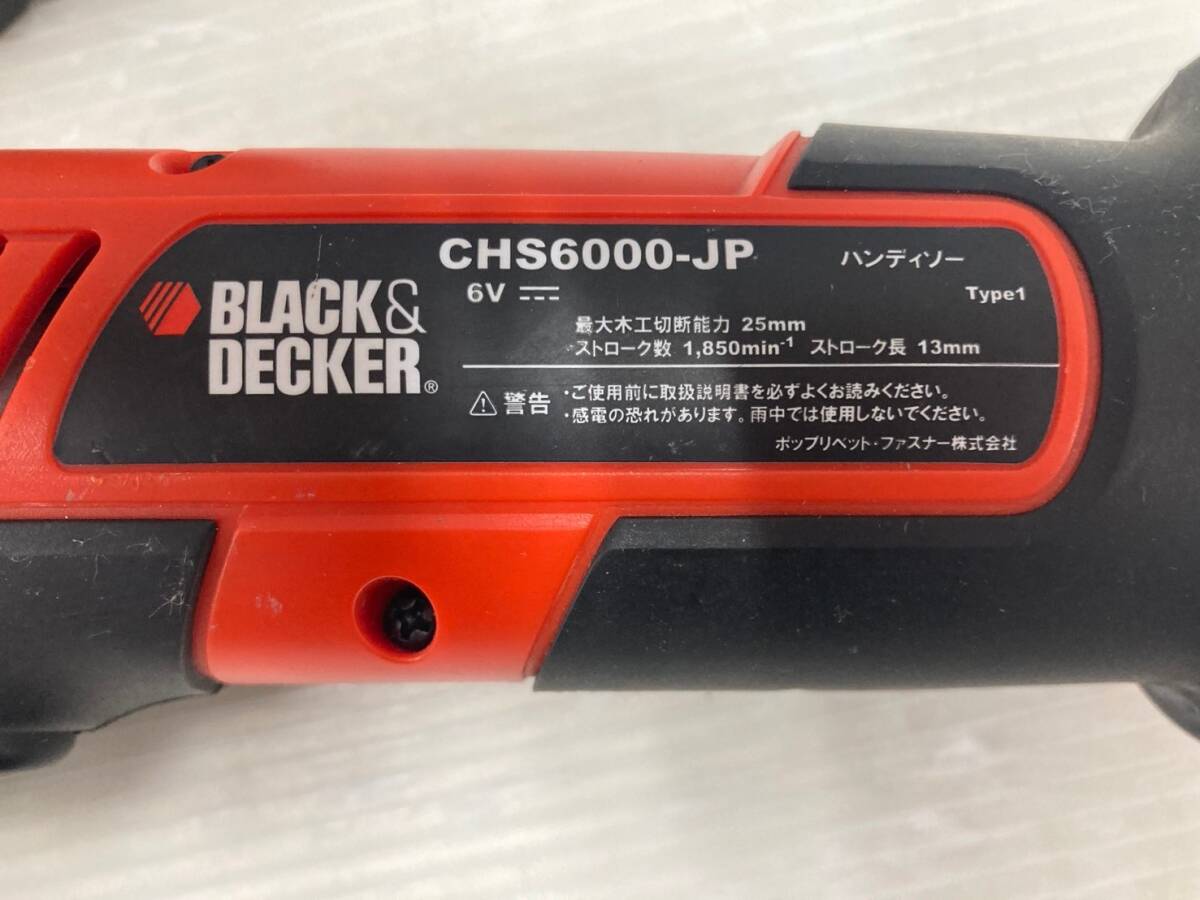 BLACK&
DECKER®
CHS6000-JP ハンディソー
6V Type1
最大木工切断能力 25mm
ストローク数 1,850min⁻¹ ストローク長 13mm
警告
・ご使用前に取扱説明書を必ずよくお読みください。
・感電の恐れがあります。雨中では使用しないでください。
ポップリベット・ファスナー株式会社